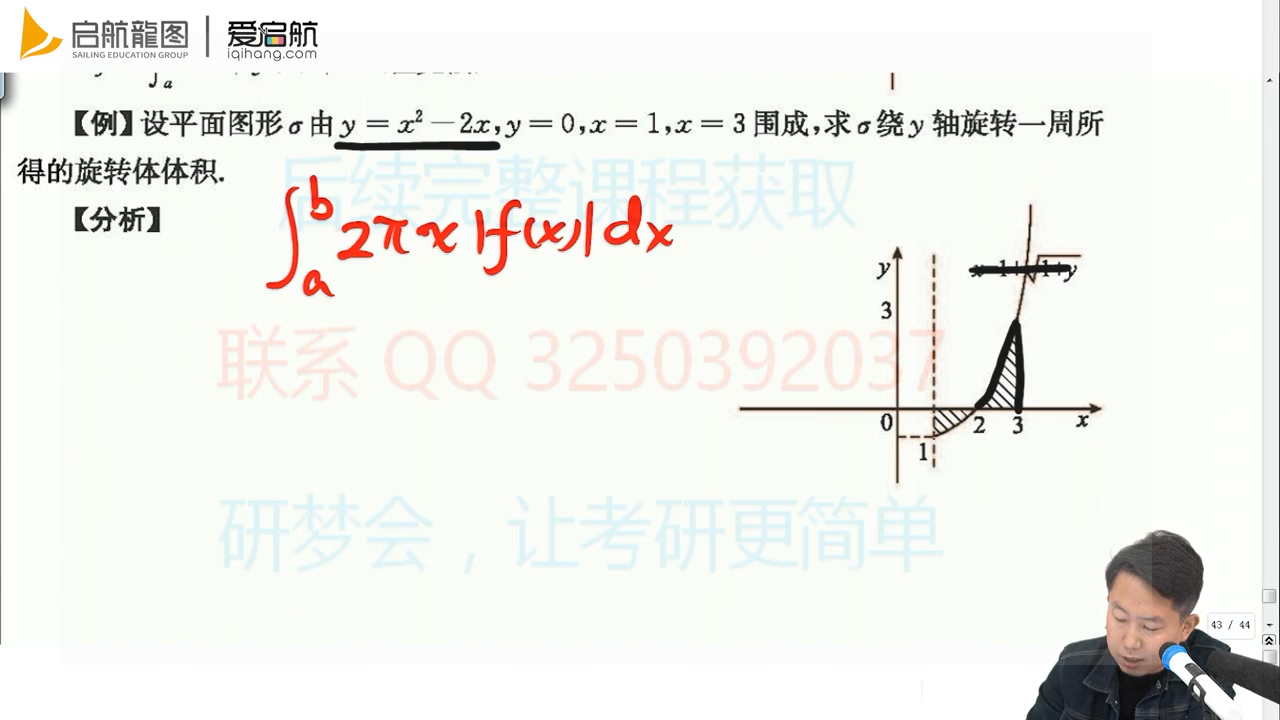 启航龍图 | 爱启航
SAILING EDUCATION GROUP iqihang.com
【例】设平面图形σ由y = x² − 2x, y = 0, x = 1, x = 3围成,求σ绕y轴旋转一周所
得的旋转体体积.
后续完整课程获取
【分析】
∫_a^b 2πx|f(x)|dx
y
x = 1 + √1+y
3
联系 QQ 3250392037
0 2 3 x
1
研梦会，让考研更简单
43 / 44